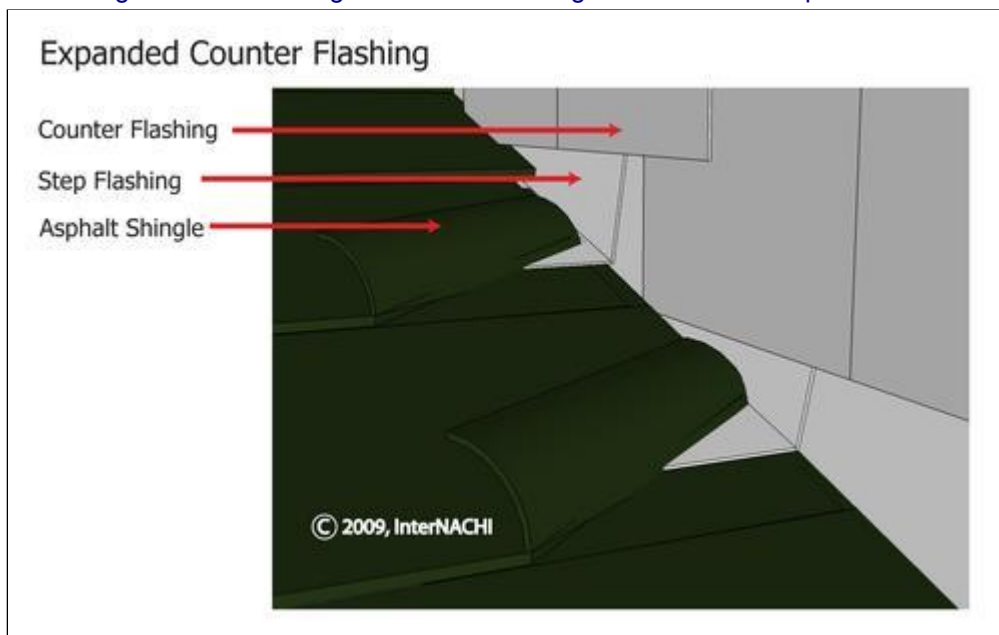 Expanded Counter Flashing
Counter Flashing
Step Flashing
Asphalt Shingle
© 2009, InterNACHI